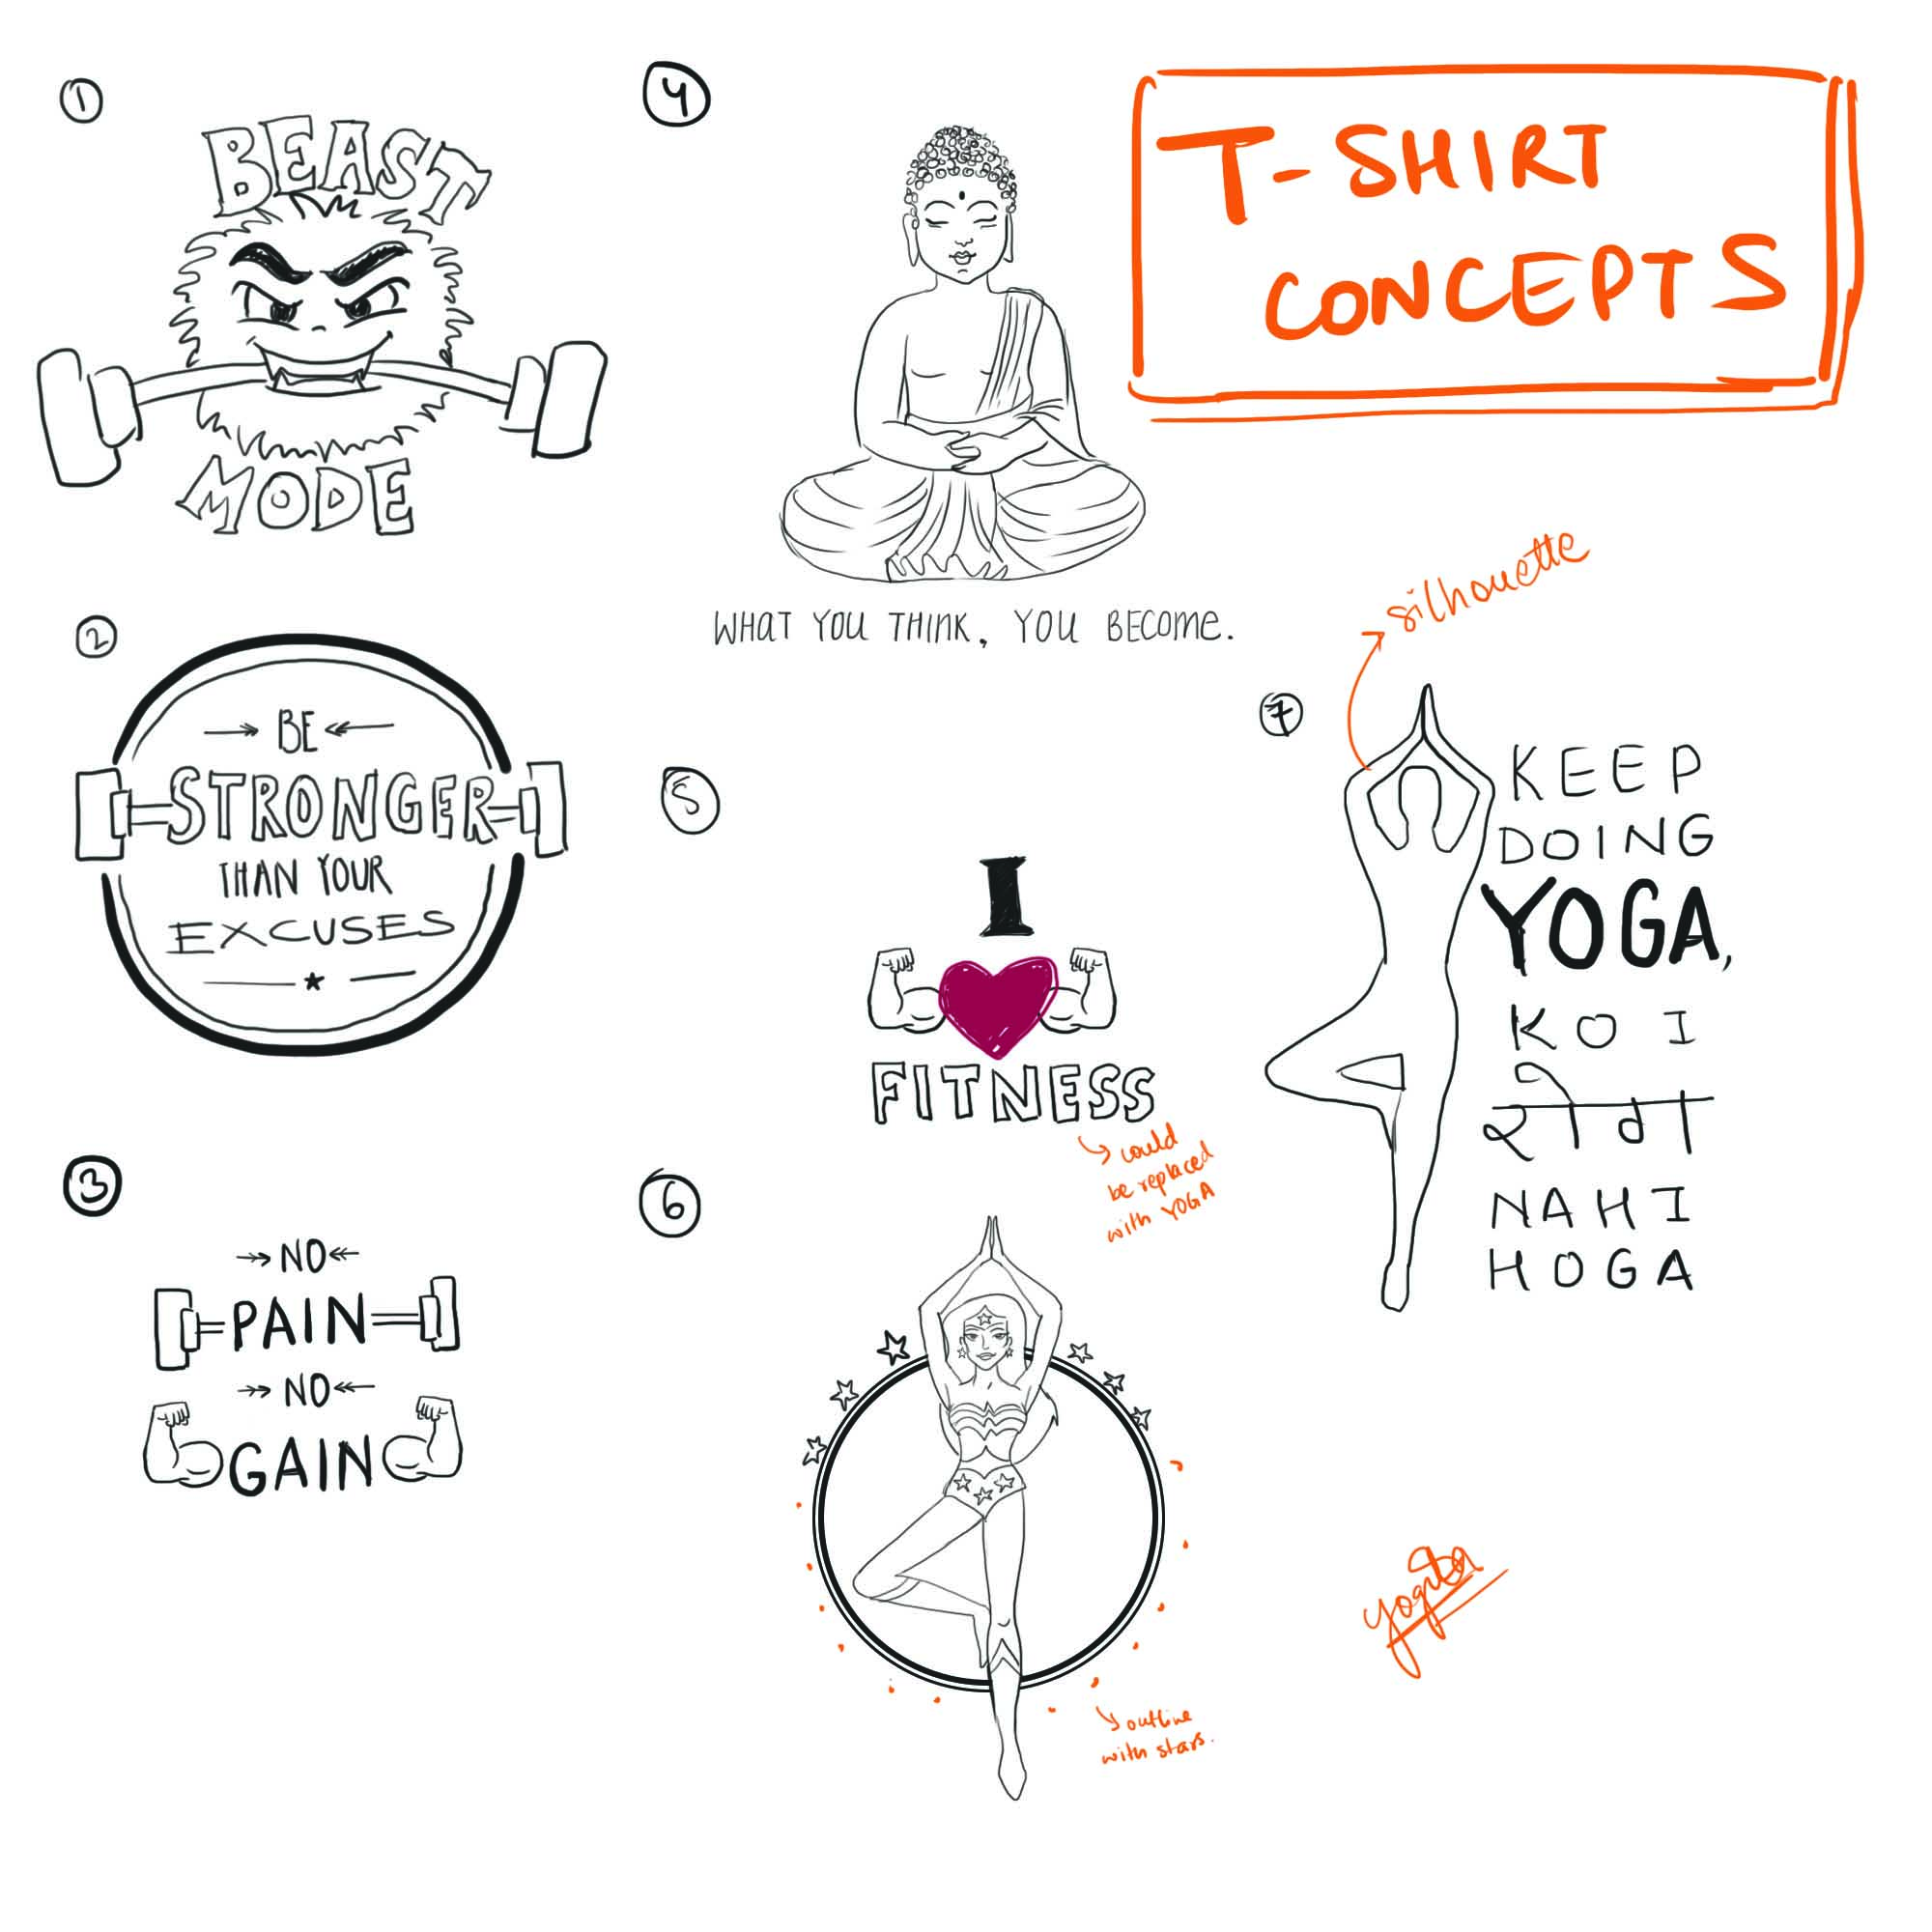 T-SHIRT
CONCEPTS
1
BEAST
MODE
2
BE
STRONGER
THAN YOUR
EXCUSES
3
NO
PAIN
NO
GAIN
4
WHAT YOU THINK, YOU BECOME.
5
I
FITNESS
could
be replaced
with YOGA
6
outline
with stars.
7
silhouette
KEEP
DOING
YOGA,
KOI
रोग
NAHI
HOGA
yogita